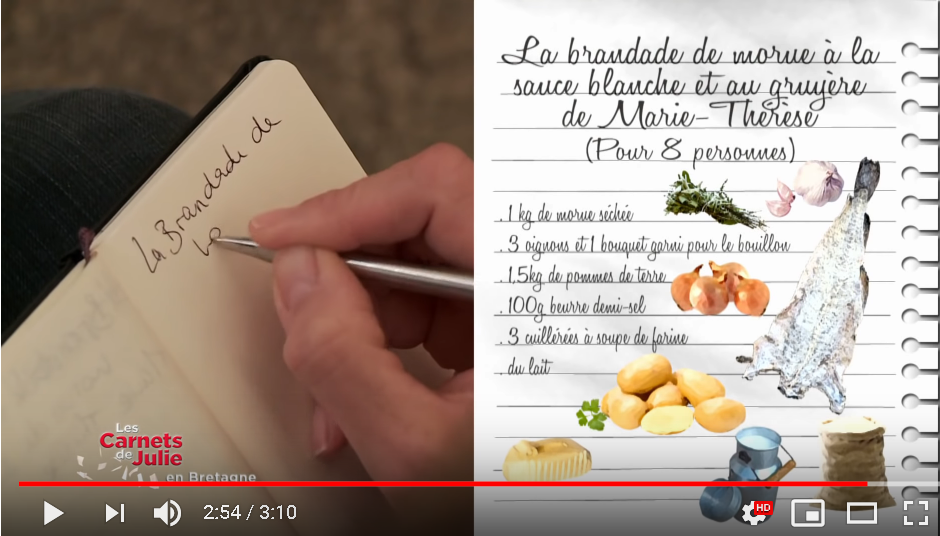 La Brandade de
La brandade de morue à la
sauce blanche et au gruyère
de Marie-Thérèse
(Pour 8 personnes)
. 1 kg de morue séchée
. 3 oignons et 1 bouquet garni pour le bouillon
. 1,5kg de pommes de terre
. 100g beurre demi-sel
. 3 cuillérées à soupe de farine
. du lait
Les
Carnets
de
Julie
en Bretagne
2:54 / 3:10
HD